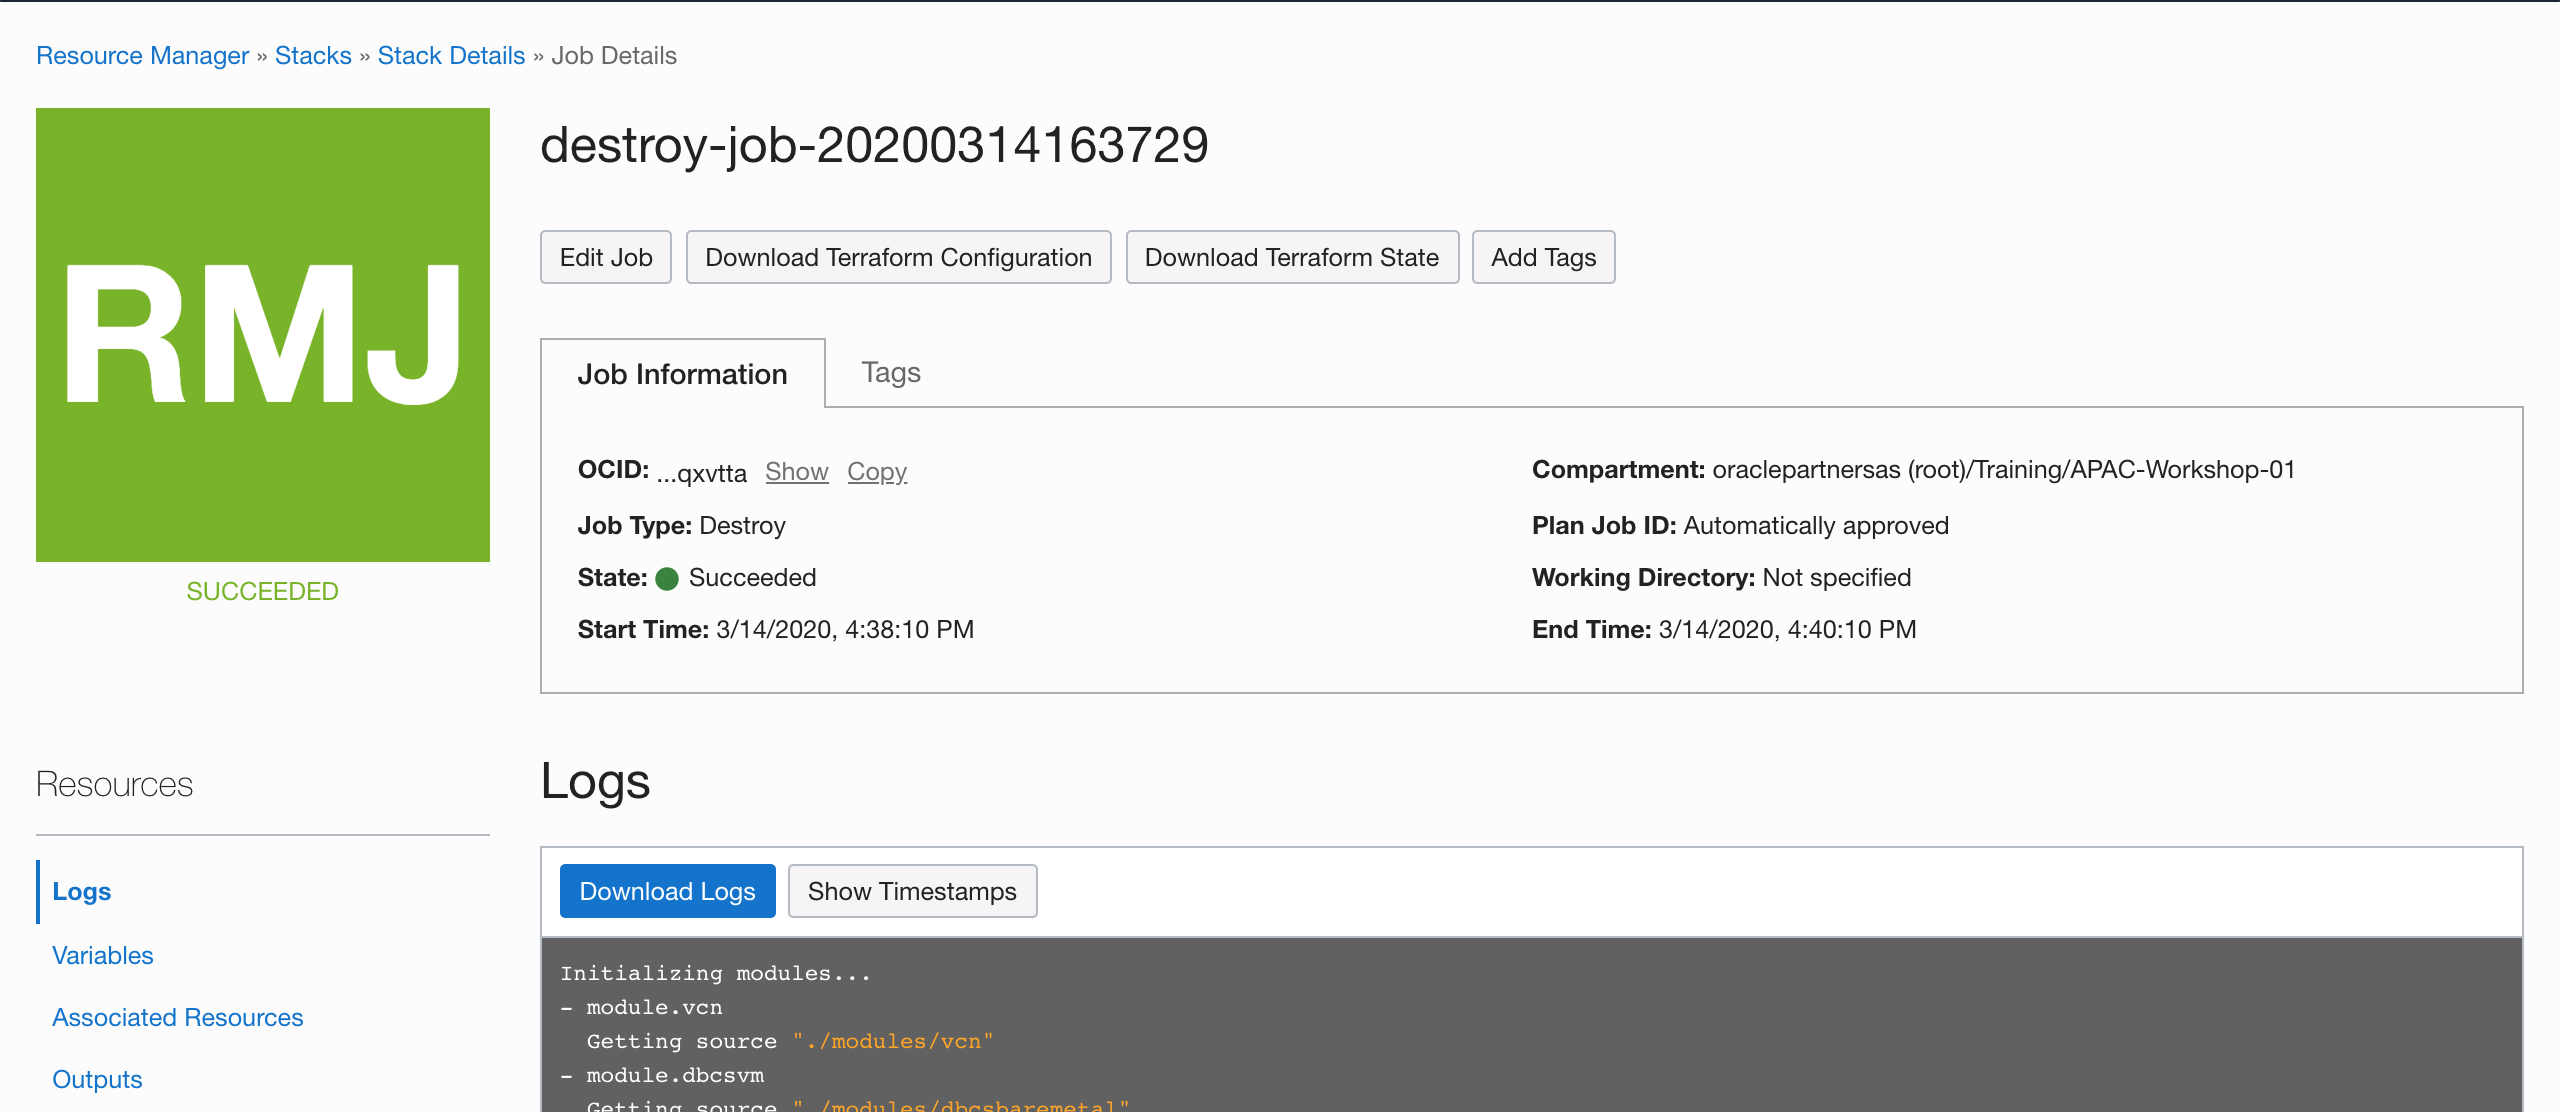 Resource Manager » Stacks » Stack Details » Job Details
RMJ
SUCCEEDED
destroy-job-20200314163729
Edit Job
Download Terraform Configuration
Download Terraform State
Add Tags
Job Information
Tags
OCID: ...qxvtta Show Copy
Job Type: Destroy
State: Succeeded
Start Time: 3/14/2020, 4:38:10 PM
Compartment: oraclepartnersas (root)/Training/APAC-Workshop-01
Plan Job ID: Automatically approved
Working Directory: Not specified
End Time: 3/14/2020, 4:40:10 PM
Resources
Logs
Variables
Associated Resources
Outputs
Logs
Download Logs
Show Timestamps
Initializing modules...
- module.vcn
Getting source "./modules/vcn"
- module.dbcsvm
Getting source "./modules/dbcsbaremetal"